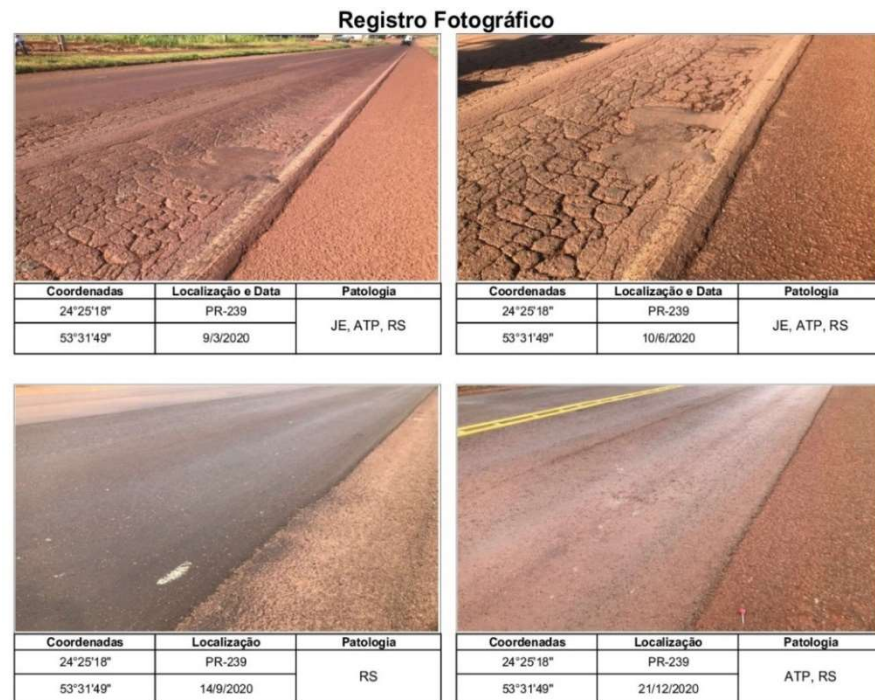 Registro Fotográfico
Coordenadas Localização e Data Patologia
24°25'18" PR-239
JE, ATP, RS
53°31'49" 9/3/2020
Coordenadas Localização e Data Patologia
24°25'18" PR-239
JE, ATP, RS
53°31'49" 10/6/2020
Coordenadas Localização Patologia
24°25'18" PR-239
RS
53°31'49" 14/9/2020
Coordenadas Localização Patologia
24°25'18" PR-239
ATP, RS
53°31'49" 21/12/2020